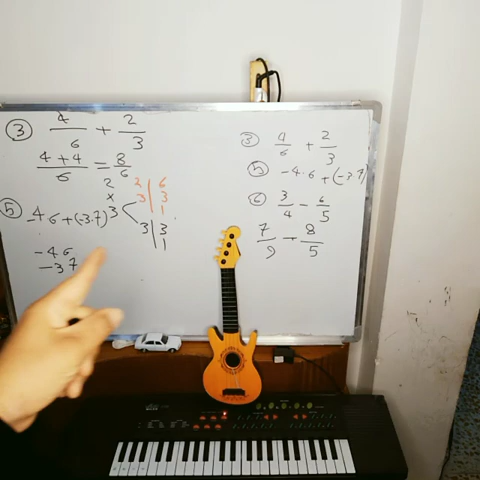 ③ 4/6 + 2/3
4+4/6 = 8/6
2 | 6
3 | 3
1
2
×
3
3 | 3
1
⑤ -4.6 + (-3.7)
-4.6
-3.7
③ 4/6 + 2/3
⑤ -4.6 + (-3.7)
⑥ 3/4 - 6/5
7/9 - 8/5